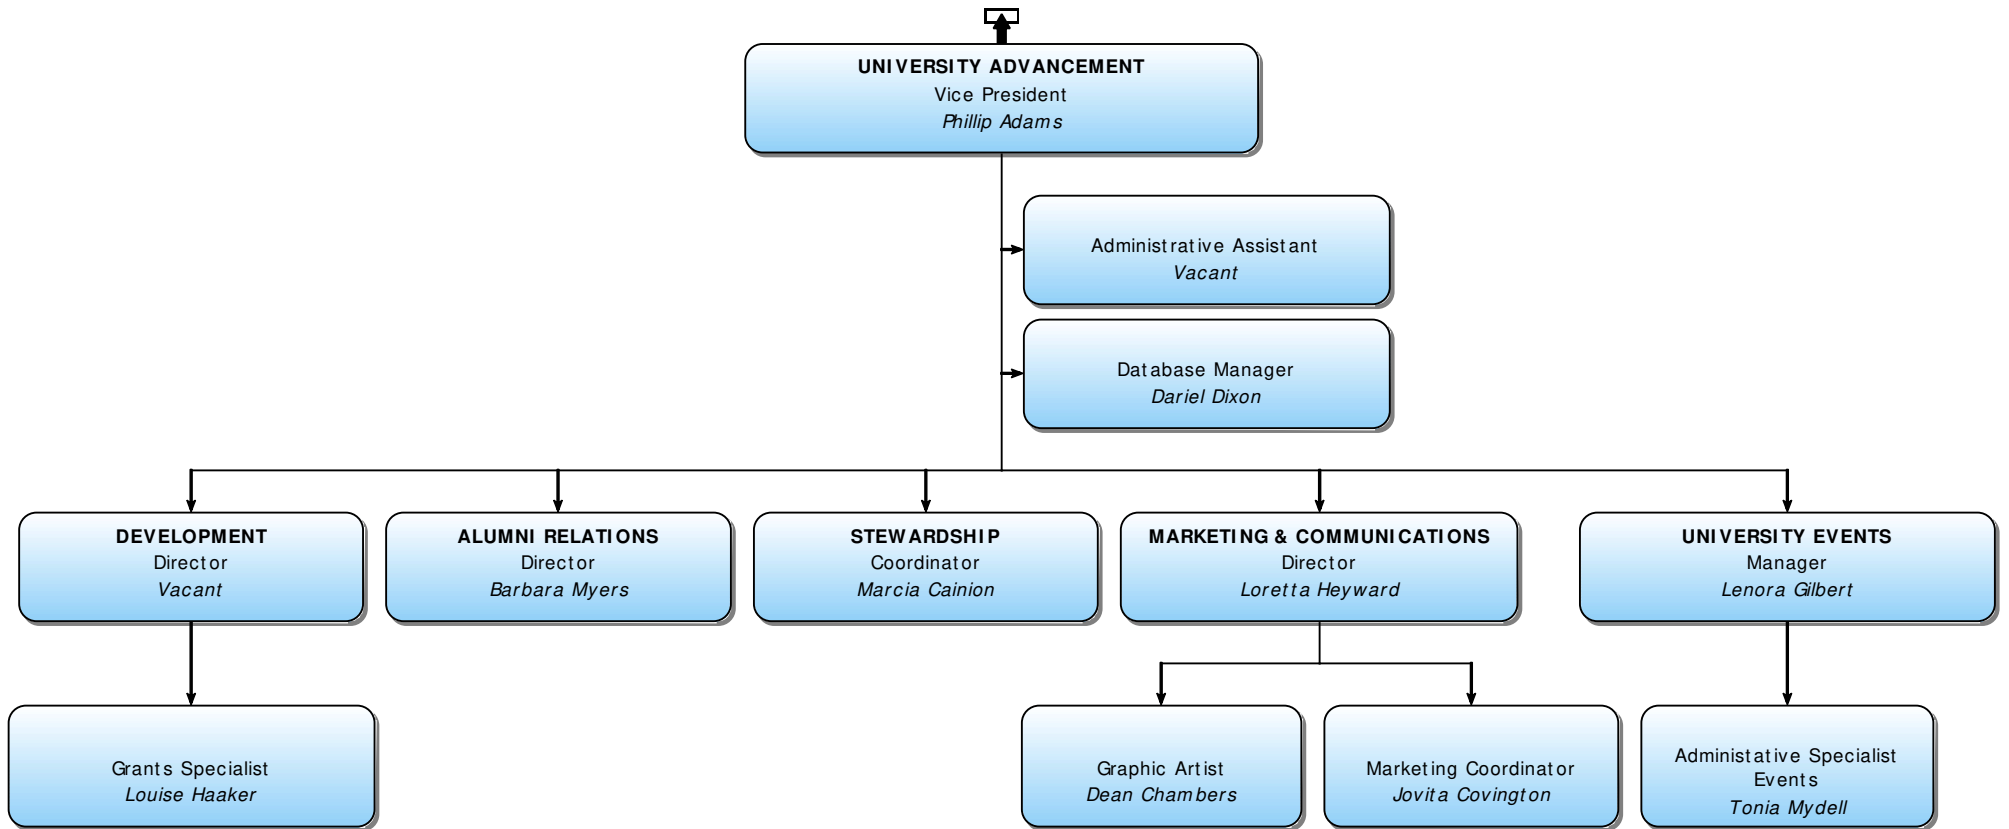 UNIVERSITY ADVANCEMENT
Vice President
Phillip Adams
Administrative Assistant
Vacant
Database Manager
Dariel Dixon
DEVELOPMENT
Director
Vacant
ALUMNI RELATIONS
Director
Barbara Myers
STEWARDSHIP
Coordinator
Marcia Cainion
MARKETING & COMMUNICATIONS
Director
Loretta Heyward
UNIVERSITY EVENTS
Manager
Lenora Gilbert
Grants Specialist
Louise Haaker
Graphic Artist
Dean Chambers
Marketing Coordinator
Jovita Covington
Administative Specialist
Events
Tonia Mydell